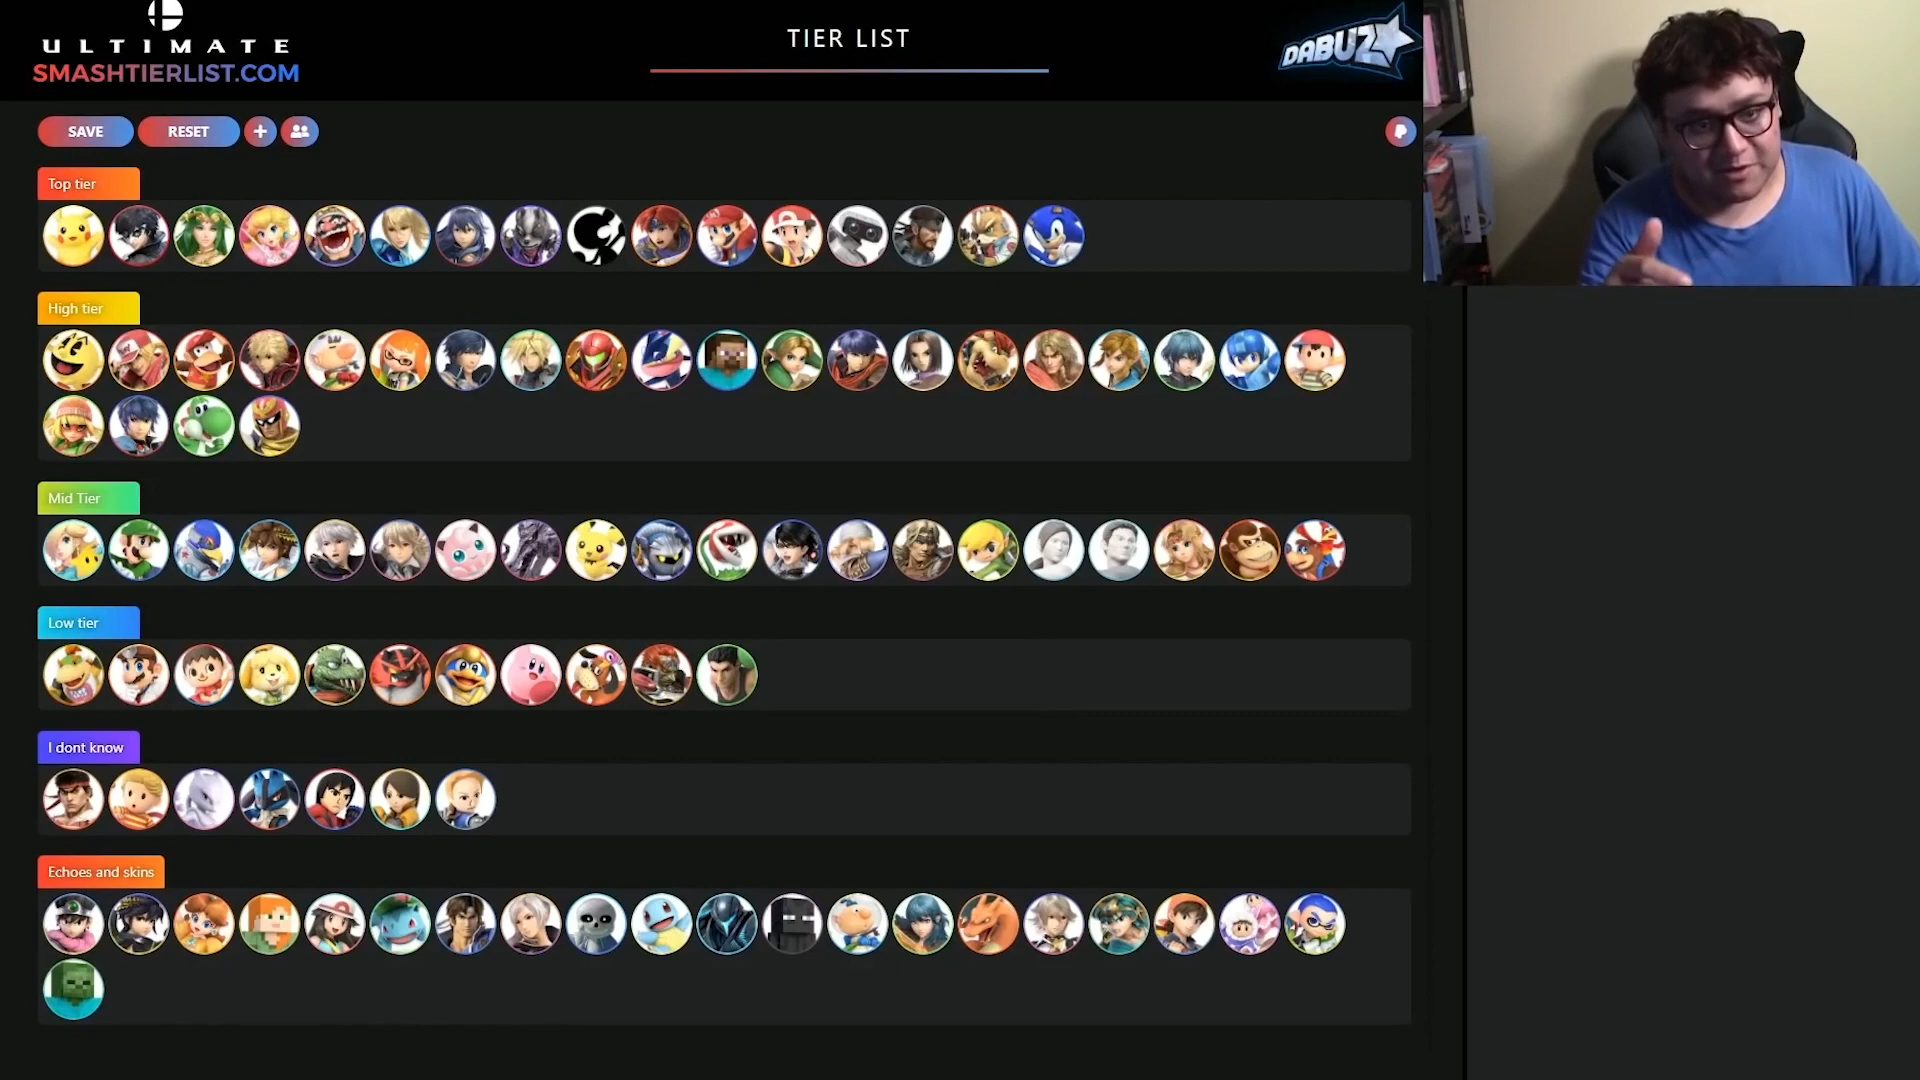 ULTIMATE
SMASHTIERLIST.COM
TIER LIST
DABUZ
SAVE
RESET
+
Top tier
High tier
Mid Tier
Low tier
I dont know
Echoes and skins